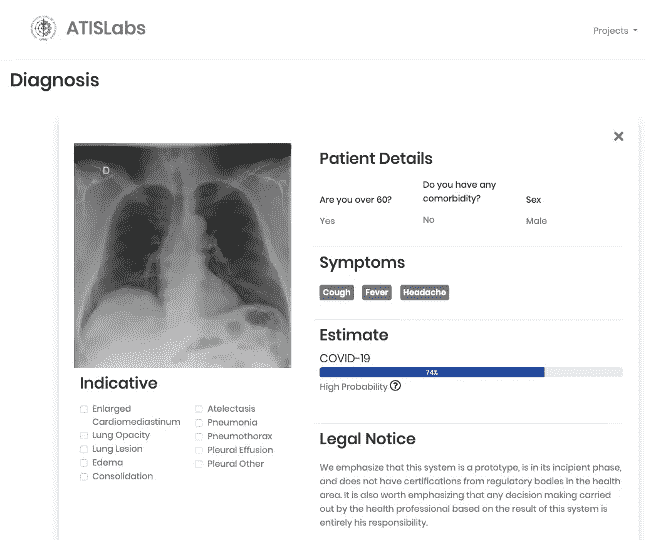 ATISLabs
Projects
Diagnosis
D
Indicative
Enlarged
Cardiomediastinum
Lung Opacity
Lung Lesion
Edema
Consolidation
Atelectasis
Pneumonia
Pneumothorax
Pleural Effusion
Pleural Other
Patient Details
Are you over 60?
Yes
Do you have any
comorbidity?
No
Sex
Male
Symptoms
Cough Fever Headache
Estimate
COVID-19
74%
High Probability ?
Legal Notice
We emphasize that this system is a prototype, is in its incipient phase,
and does not have certifications from regulatory bodies in the health
area. It is also worth emphasizing that any decision making carried
out by the health professional based on the result of this system is
entirely his responsibility.